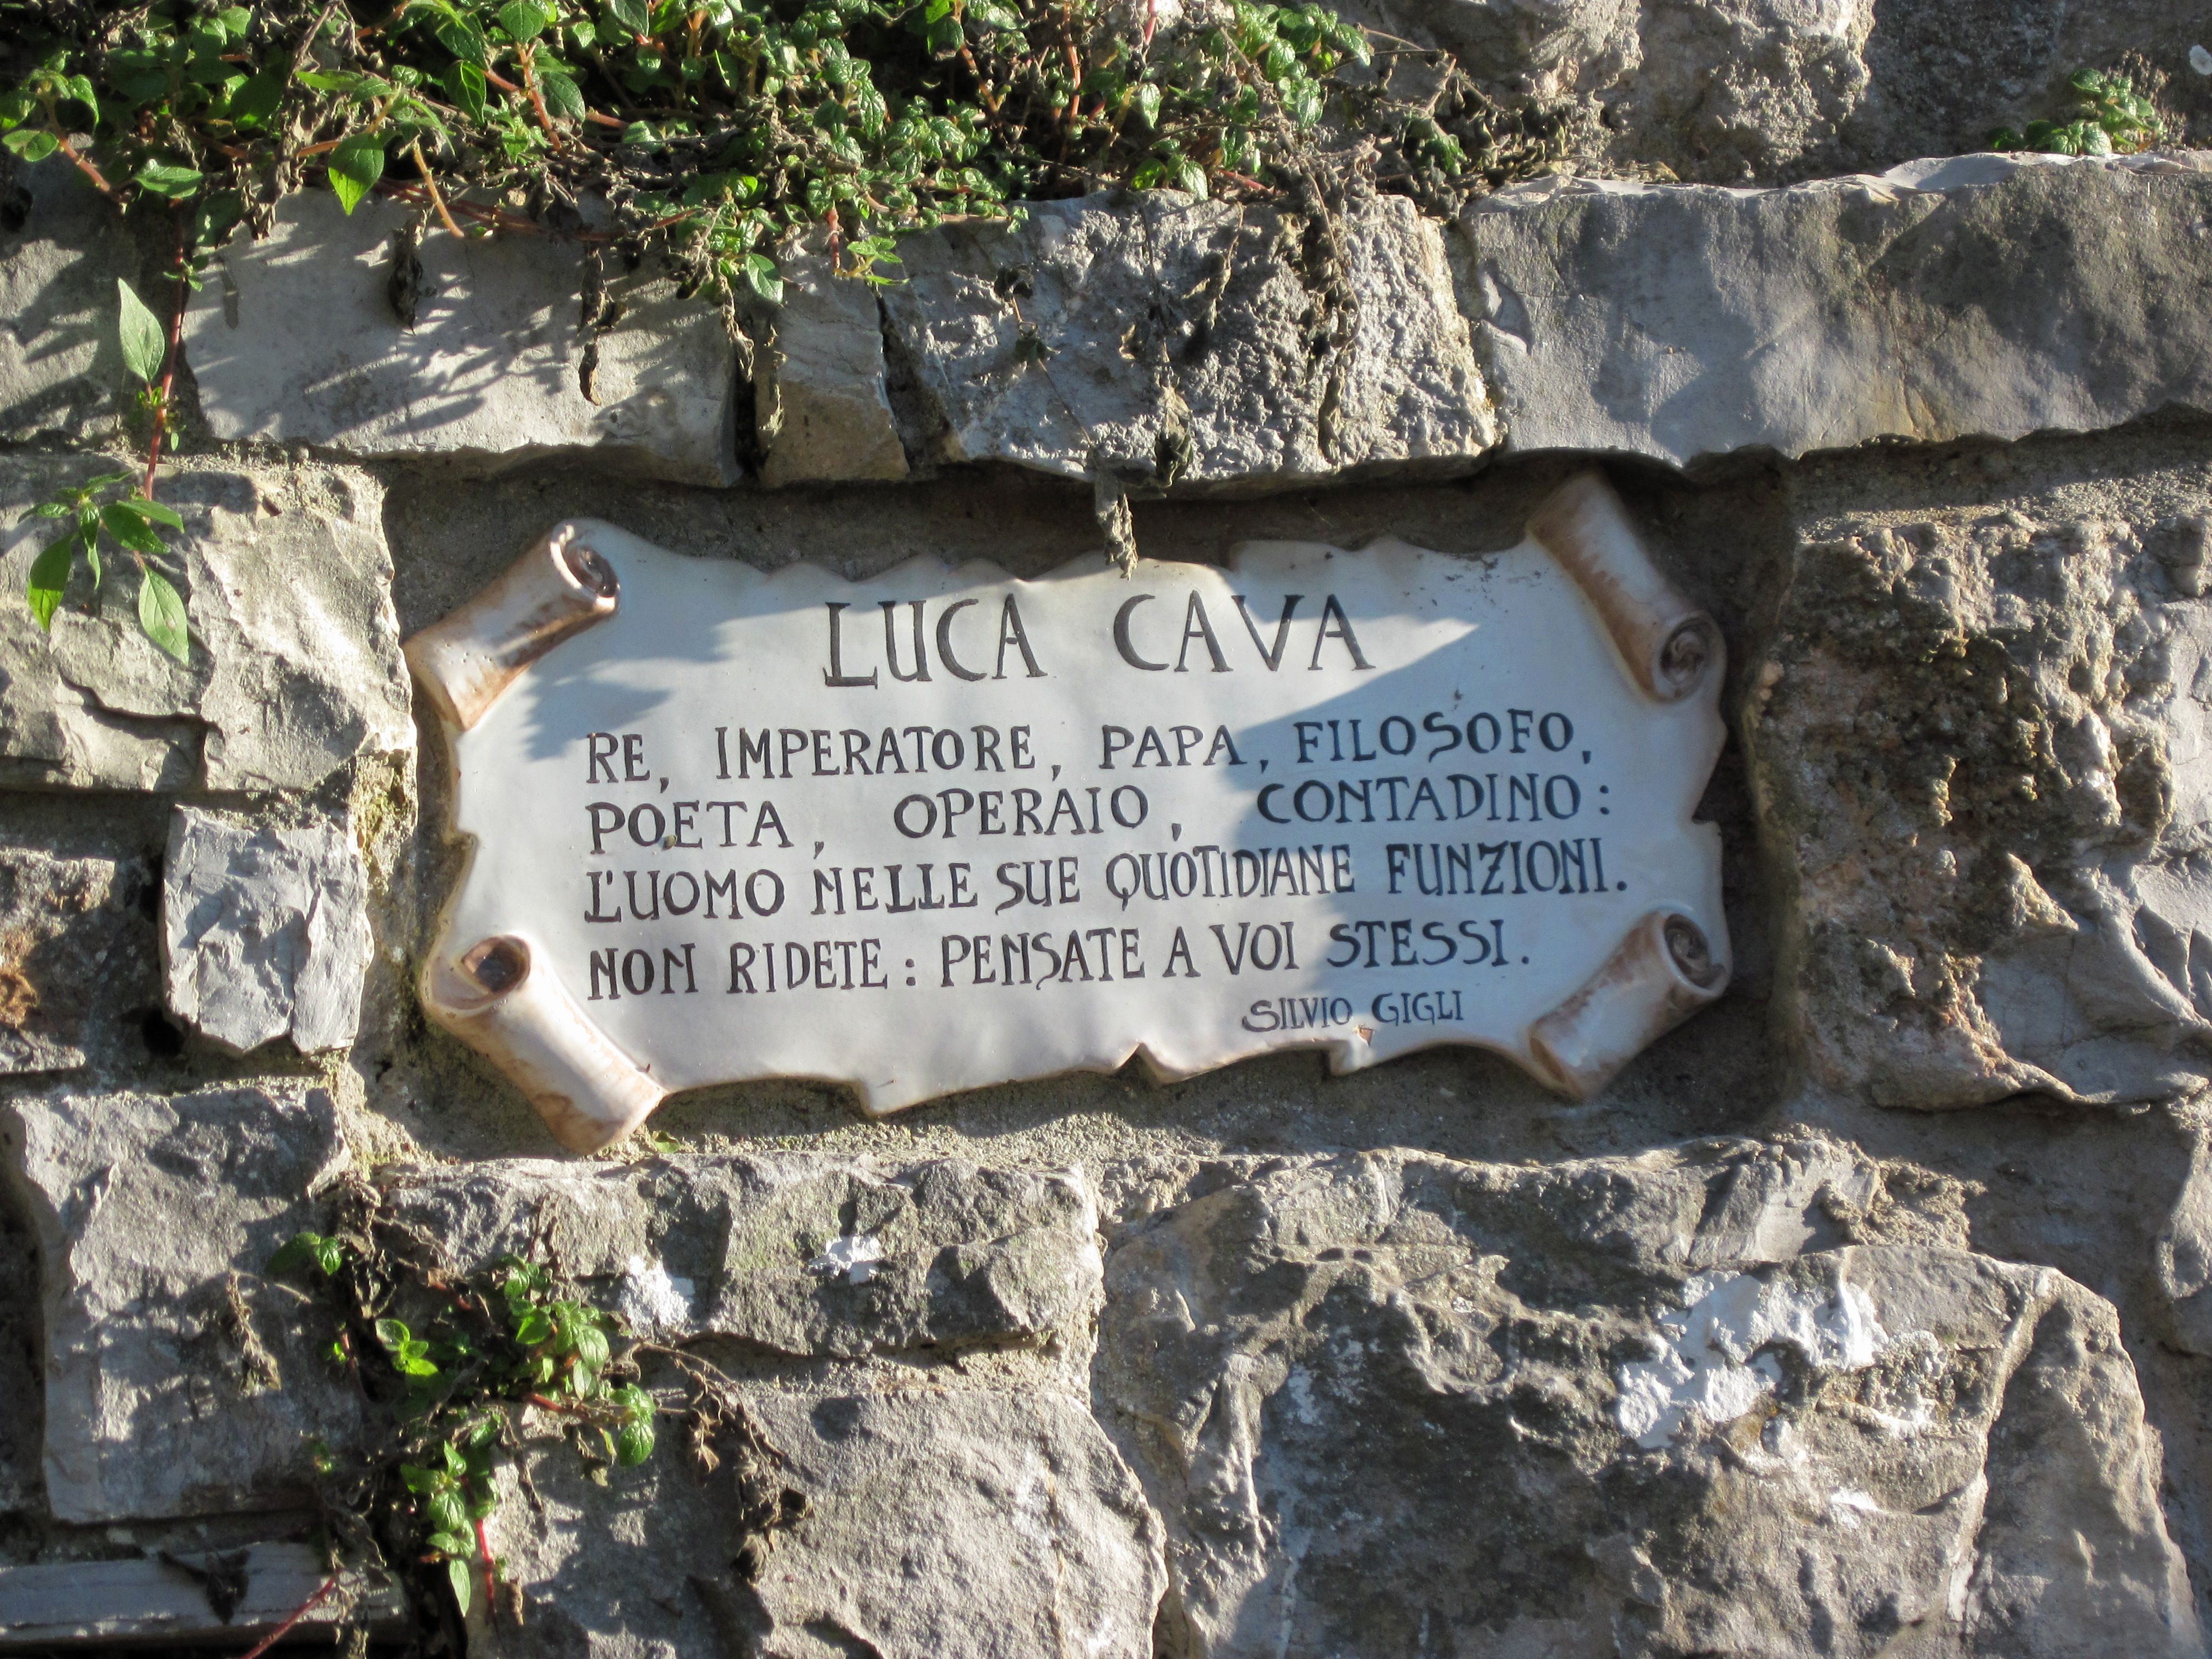 LUCA CAVA
RE, IMPERATORE, PAPA, FILOSOFO,
POETA, OPERAIO, CONTADINO:
L'UOMO NELLE SUE QUOTIDIANE FUNZIONI.
NON RIDETE: PENSATE A VOI STESSI.
SILVIO GIGLI